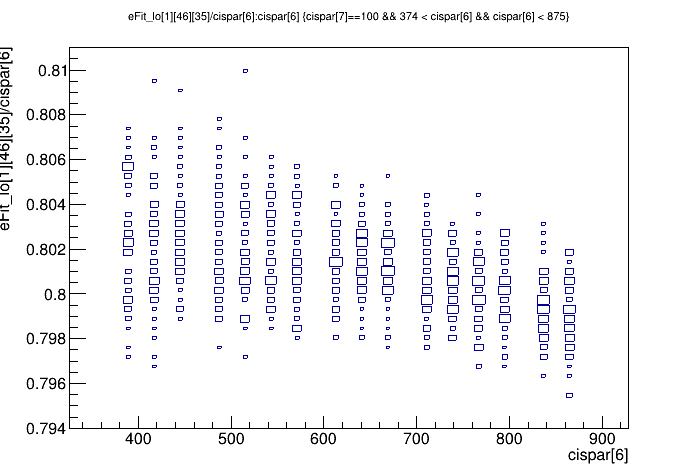 eFit_lo[1][46][35]/cispar[6]:cispar[6] {cispar[7]==100 && 374 < cispar[6] && cispar[6] < 875}
eFit_lo[1][46][35]/cispar[6]
0.81
0.808
0.806
0.804
0.802
0.8
0.798
0.796
0.794
400 500 600 700 800 900
cispar[6]